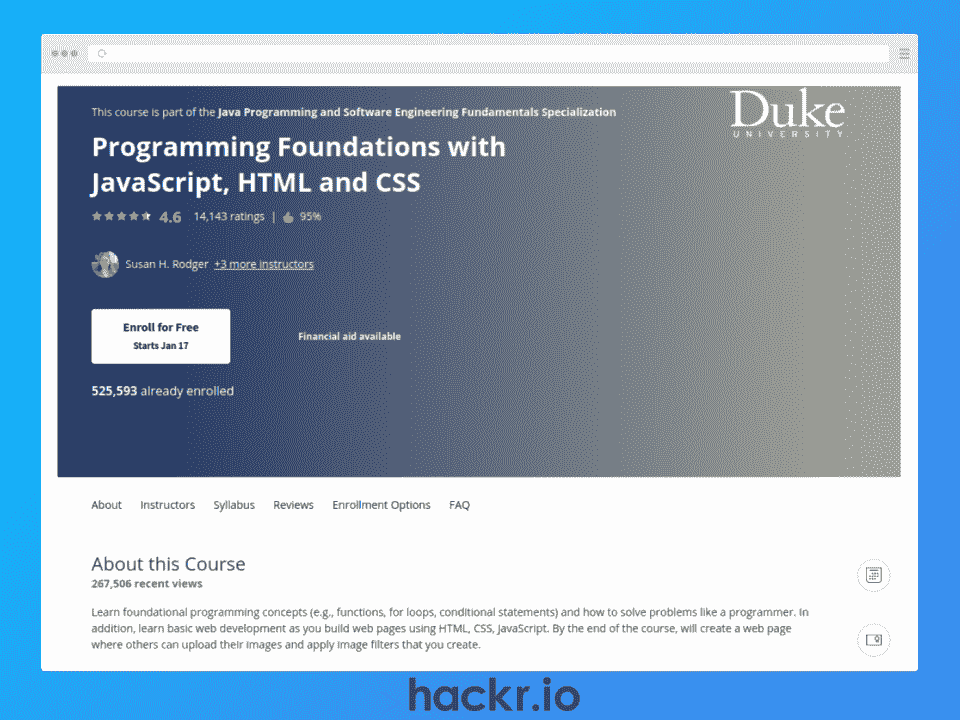 This course is part of the Java Programming and Software Engineering Fundamentals Specialization
Duke
UNIVERSITY
Programming Foundations with
JavaScript, HTML and CSS
4.6 14,143 ratings | 95%
Susan H. Rodger +3 more instructors
Enroll for Free
Starts Jan 17
Financial aid available
525,593 already enrolled
About Instructors Syllabus Reviews Enrollment Options FAQ
About this Course
267,506 recent views
Learn foundational programming concepts (e.g., functions, for loops, conditional statements) and how to solve problems like a programmer. In
addition, learn basic web development as you build web pages using HTML, CSS, JavaScript. By the end of the course, will create a web page
where others can upload their images and apply image filters that you create.
hackr.io